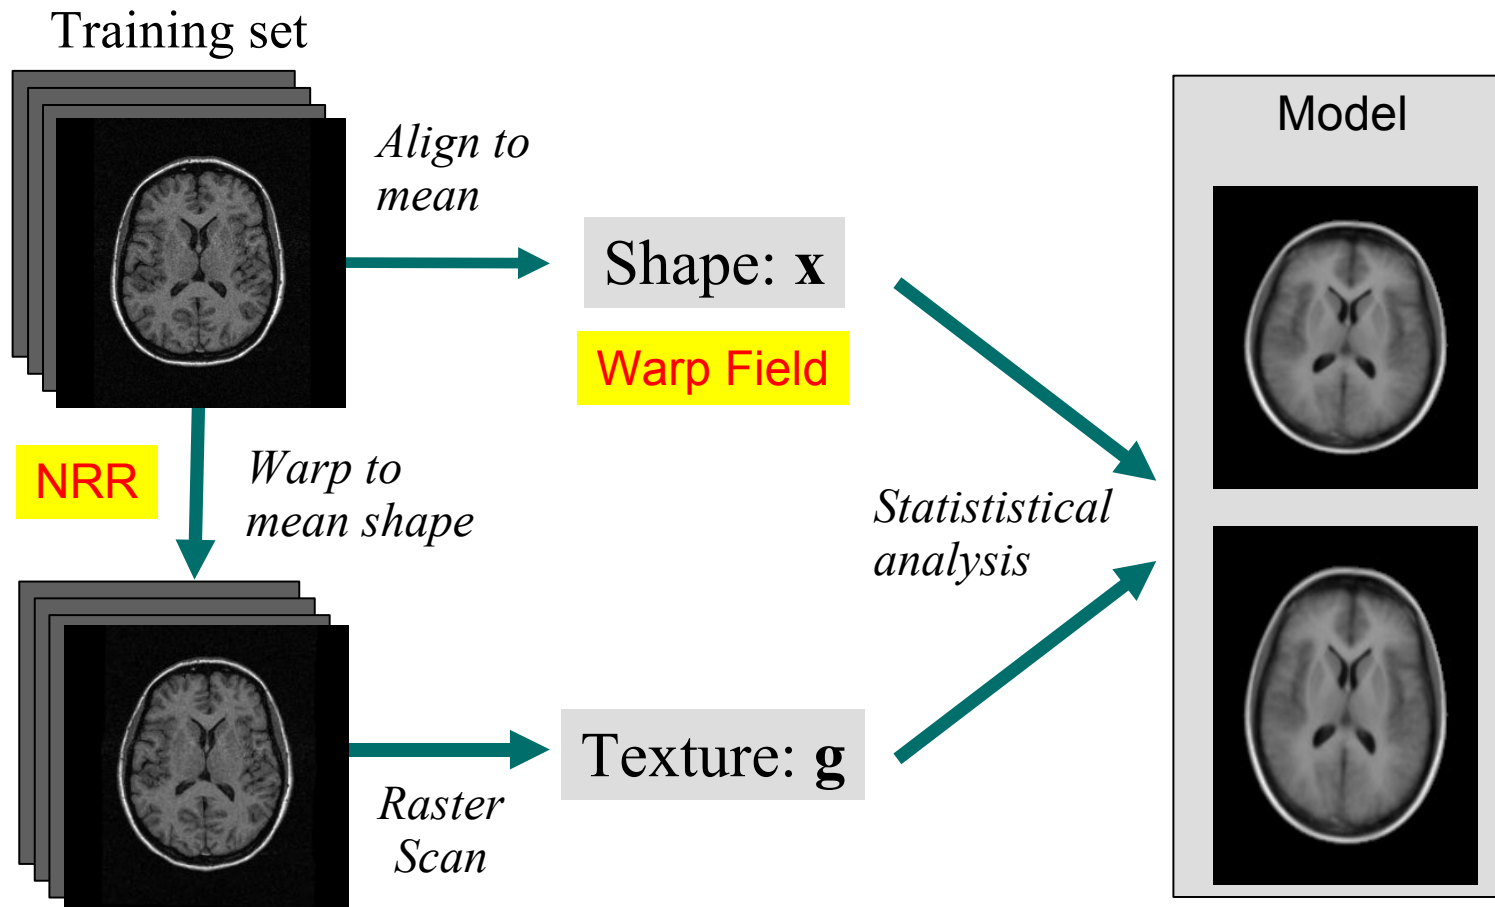 Training set
Align to
mean
Model
Shape: x
Warp Field
NRR
Warp to
mean shape
Statististical
analysis
Texture: g
Raster
Scan